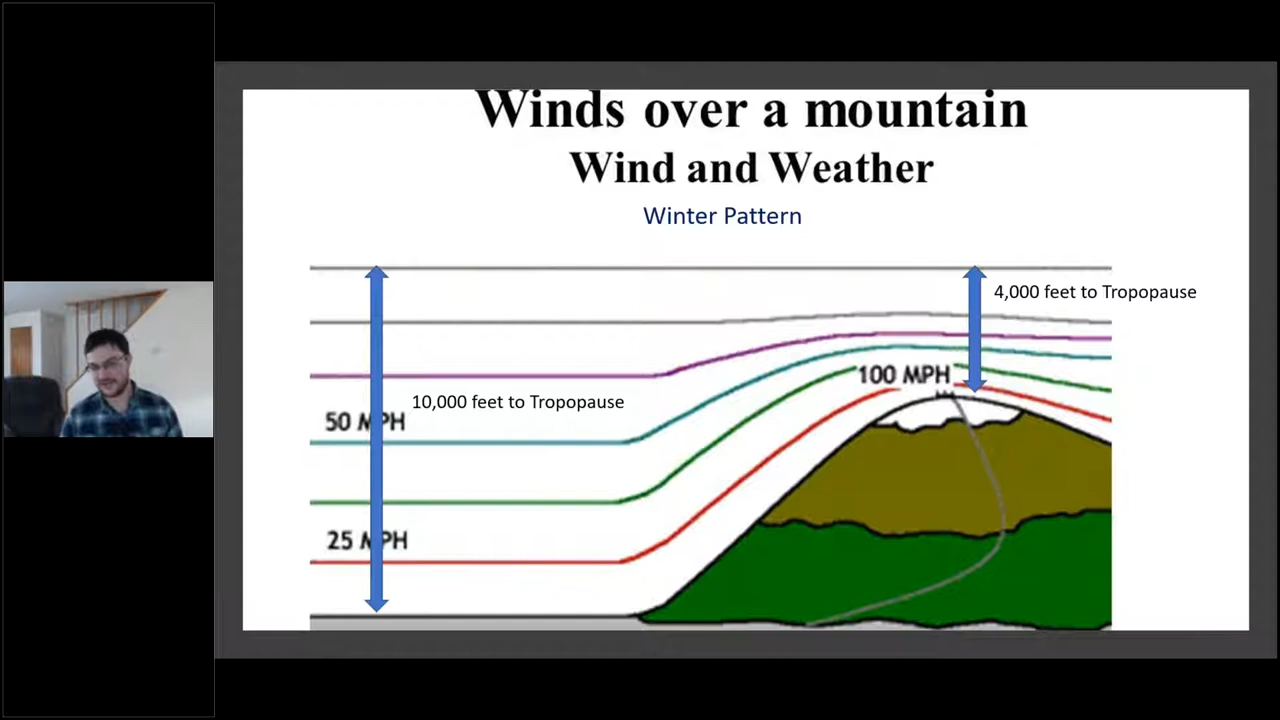 Winds over a mountain
Wind and Weather
Winter Pattern
4,000 feet to Tropopause
100 MPH
10,000 feet to Tropopause
50 MPH
25 MPH